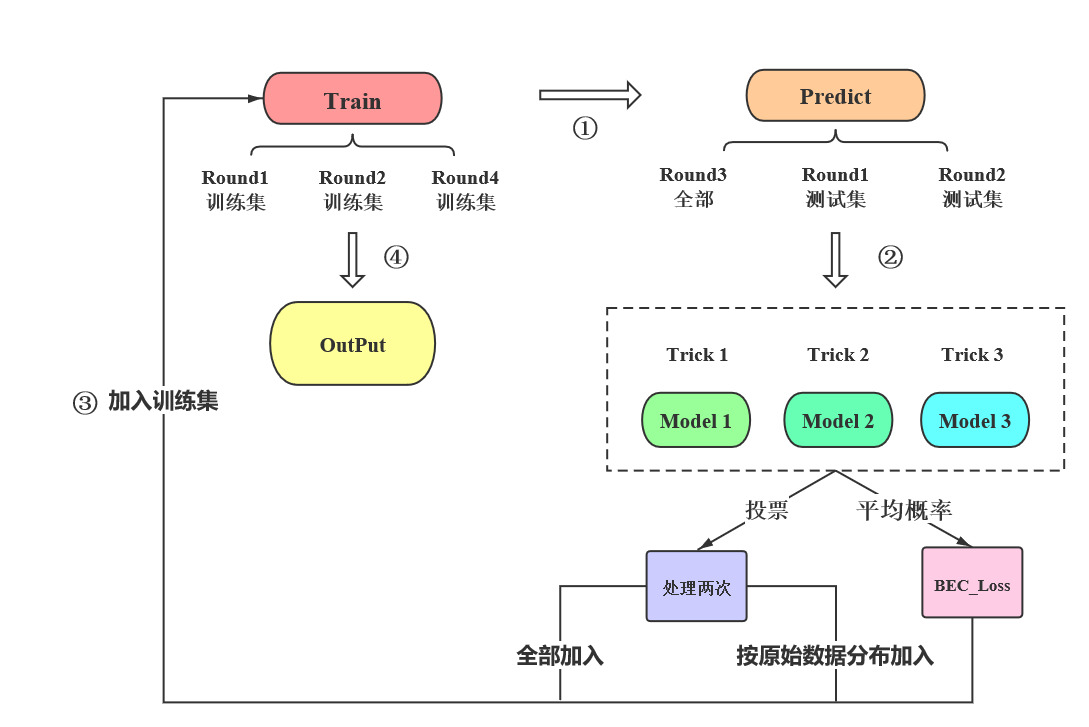 Train
Predict
①
Round1
训练集
Round2
训练集
Round4
训练集
Round3
全部
Round1
测试集
Round2
测试集
④
②
OutPut
Trick 1
Trick 2
Trick 3
Model 1
Model 2
Model 3
③ 加入训练集
投票
平均概率
处理两次
BEC_Loss
全部加入
按原始数据分布加入